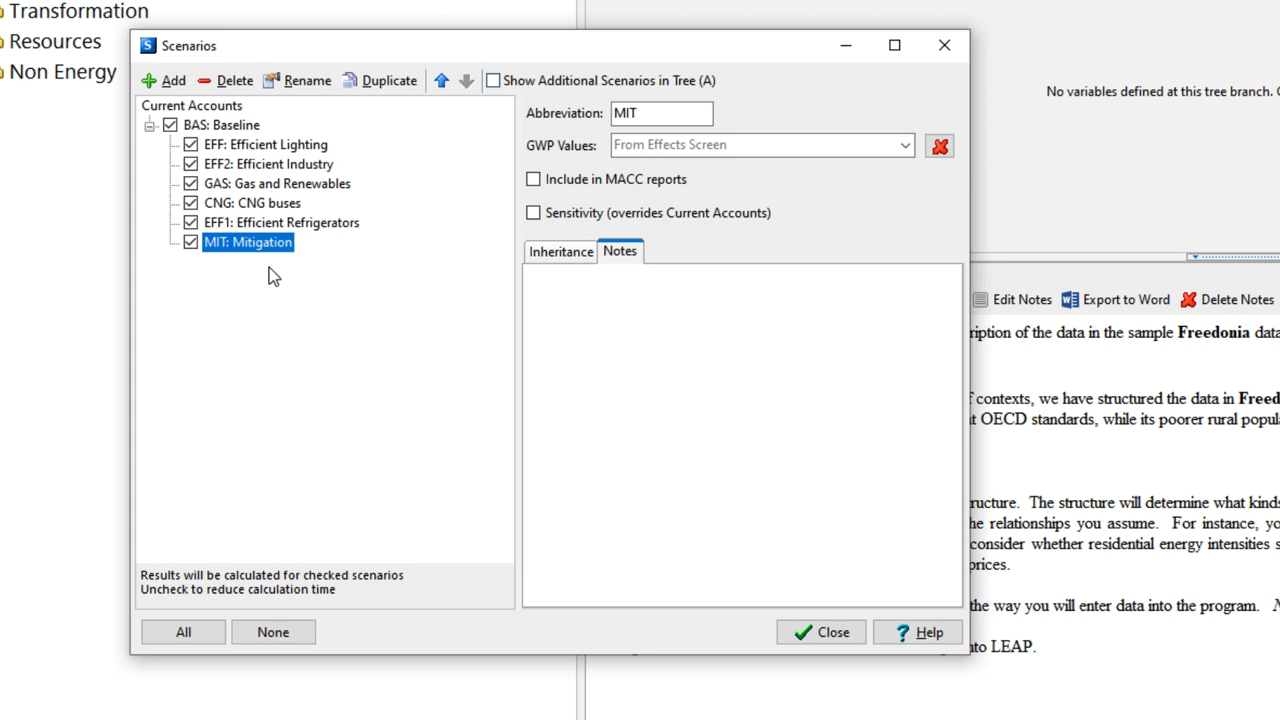 Transformation
Resources
Non Energy
Scenarios
Add Delete Rename Duplicate Show Additional Scenarios in Tree (A)
Current Accounts
BAS: Baseline
EFF: Efficient Lighting
EFF2: Efficient Industry
GAS: Gas and Renewables
CNG: CNG buses
EFF1: Efficient Refrigerators
MIT: Mitigation
Results will be calculated for checked scenarios
Uncheck to reduce calculation time
All None
Abbreviation: MIT
GWP Values: From Effects Screen
Include in MACC reports
Sensitivity (overrides Current Accounts)
Inheritance Notes
Close Help
No variables defined at this tree branch.
Edit Notes Export to Word Delete Notes
ription of the data in the sample Freedonia data
f contexts, we have structured the data in Freed
t OECD standards, while its poorer rural popula
ructure. The structure will determine what kinds
he relationships you assume. For instance, yo
consider whether residential energy intensities s
prices.
the way you will enter data into the program.
nto LEAP.